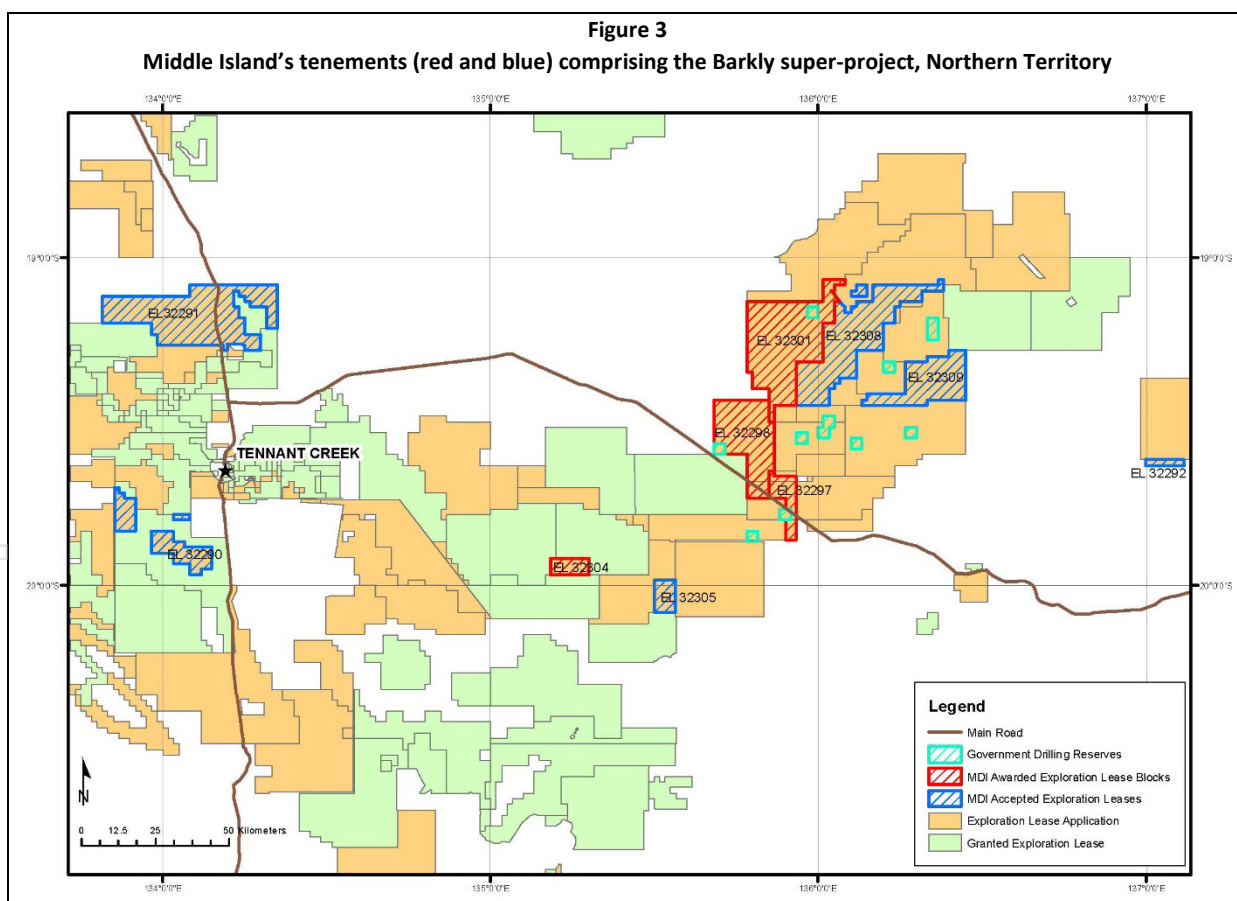 Figure 3
Middle Island's tenements (red and blue) comprising the Barkly super-project, Northern Territory
134°0'0"E
135°0'0"E
136°0'0"E
137°0'0"E
19°0'0"S
19°0'0"S
EL 32291
EL 32301
EL 32308
EL 32309
EL 32298
TENNANT CREEK
EL 32292
EL 32297
EL 32290
EL 32304
EL 32305
20°0'0"S
20°0'0"S
Legend
Main Road
Government Drilling Reserves
MDI Awarded Exploration Lease Blocks
MDI Accepted Exploration Leases
Exploration Lease Application
Granted Exploration Lease
N
0 12.5 25 50 Kilometers
134°0'0"E
135°0'0"E
136°0'0"E
137°0'0"E